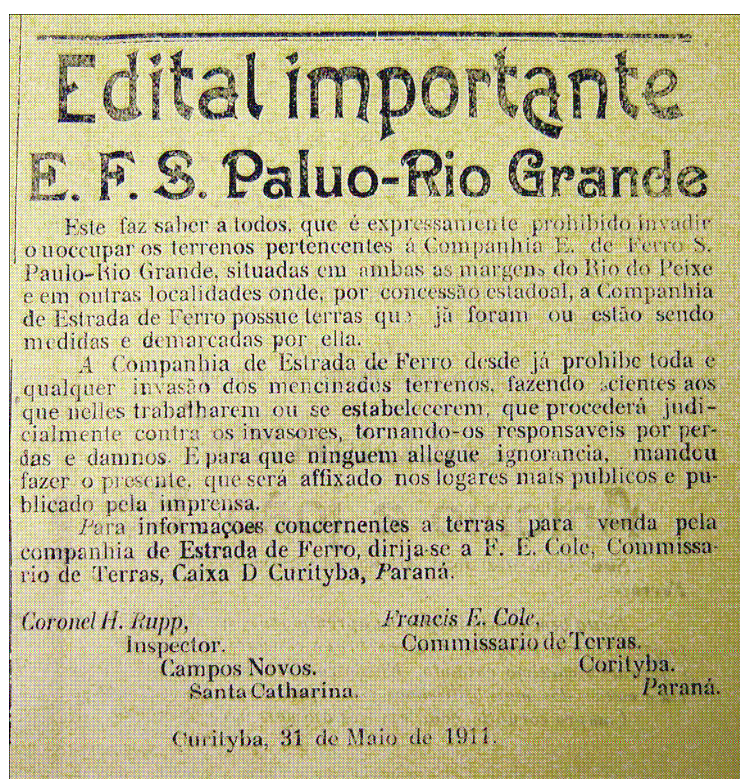 Edital importante
E. F. S. Paluo-Rio Grande
Este faz saber a todos, que é expressamente prohibido invadir
o uoccupar os terrenos pertencentes á Companhia E. de Ferro S.
Paulo-Rio Grande, situadas em ambas as margens do Rio do Peixe
e em outras localidades onde, por concessão estadoal, a Companhia
de Estrada de Ferro possue terras que já foram ou estão sendo
medidas e demarcadas por ella.
A Companhia de Estrada de Ferro desde já prohibe toda e
qualquer invasão dos mencinados terrenos, fazendo scientes aos
que nelles trabalharem ou se estabelecerem, que procederá judi-
cialmente contra os invasores, tornando-os responsaveis por per-
das e damnos. E para que ninguem allegue ignorancia, mandou
fazer o presente, que será affixado nos logares mais publicos e pu-
blicado pela imprensa.
Para informaçoes concernentes a terras para venda pela
companhia de Estrada de Ferro, dirija-se a F. E. Cole, Commissa-
rio de Terras, Caixa D Curityba, Paraná.
Coronel H. Rupp,
Inspector.
Campos Novos.
Santa Catharina.
Francis E. Cole,
Commissario de Terras.
Corityba.
Paraná.
Curityba, 31 de Maio de 1911.